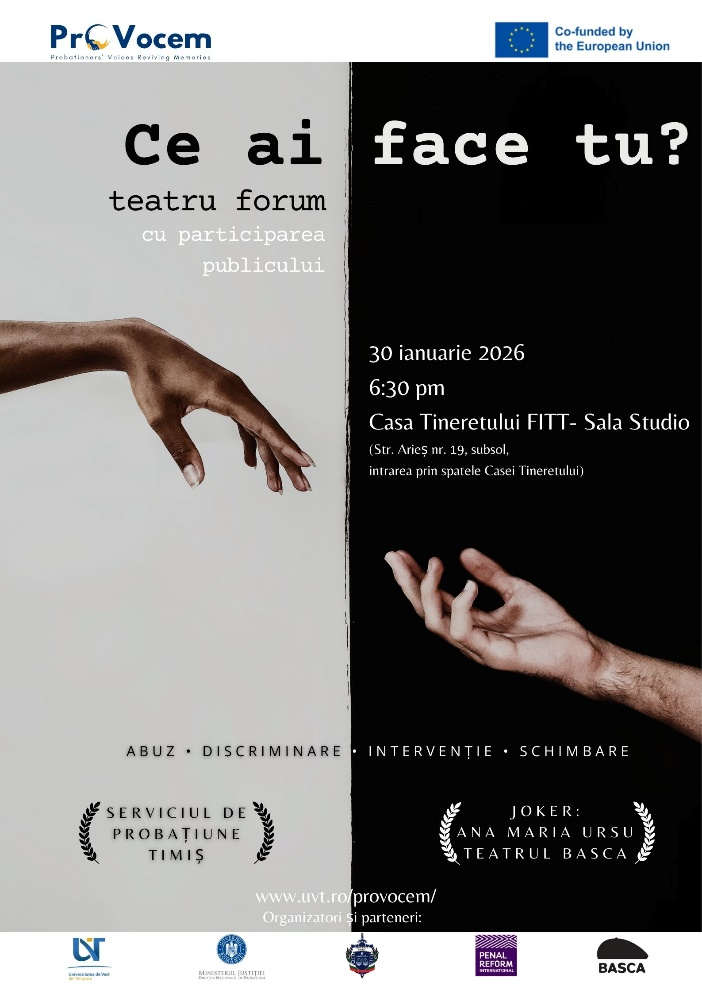 PrOVocem
Probationers' Voices Reviving Memories
Co-funded by
the European Union
Ce ai face tu?
teatru forum
cu participarea
publicului
30 ianuarie 2026
6:30 pm
Casa Tineretului FITT- Sala Studio
(Str. Arieș nr. 19, subsol,
intrarea prin spatele Casei Tineretului)
ABUZ • DISCRIMINARE • INTERVENȚIE • SCHIMBARE
SERVICIUL DE
PROBAȚIUNE
TIMIȘ
JOKER:
ANA MARIA URSU
TEATRUL BASCA
www.uvt.ro/provocem/
Organizatori și parteneri:
UVT
Universitatea de Vest
din Timișoara
MINISTERUL JUSTIȚIEI
PENAL
REFORM
INTERNATIONAL
BASCA